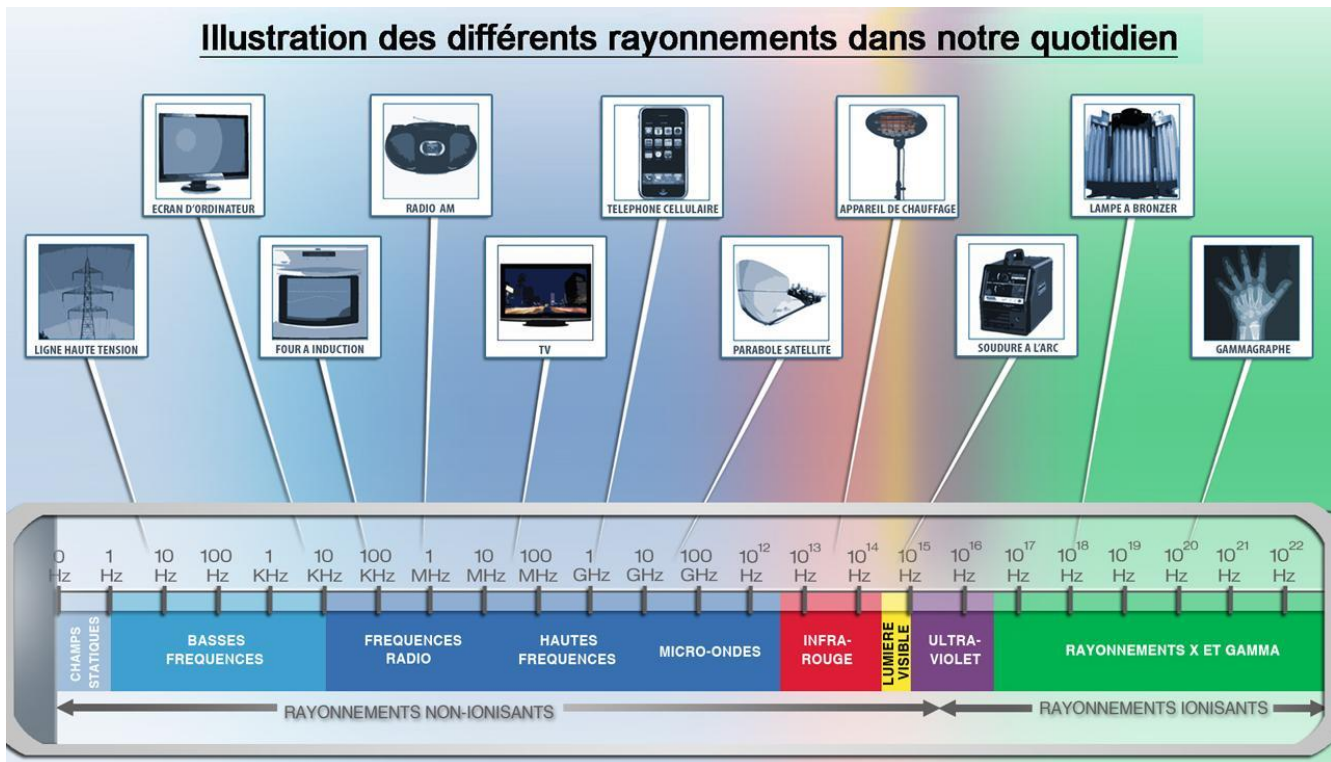 Illustration des différents rayonnements dans notre quotidien
ECRAN D'ORDINATEUR
RADIO AM
TELEPHONE CELLULAIRE
APPAREIL DE CHAUFFAGE
LAMPE A BRONZER
LIGNE HAUTE TENSION
FOUR A INDUCTION
TV
PARABOLE SATELLITE
SOUDURE A L'ARC
GAMMAGRAPHE
0 1 10 100 1 10 100 1 10 100 1 10 100 10¹² 10¹³ 10¹⁴ 10¹⁵ 10¹⁶ 10¹⁷ 10¹⁸ 10¹⁹ 10²⁰ 10²¹ 10²²
Hz Hz Hz Hz KHz KHz KHz MHz MHz MHz GHz GHz GHz Hz Hz Hz Hz Hz Hz Hz Hz Hz Hz Hz
CHAMPS
STATIQUES
BASSES
FREQUENCES
FREQUENCES
RADIO
HAUTES
FREQUENCES
MICRO-ONDES
INFRA-
ROUGE
LUMIERE
VISIBLE
ULTRA-
VIOLET
RAYONNEMENTS X ET GAMMA
RAYONNEMENTS NON-IONISANTS
RAYONNEMENTS IONISANTS